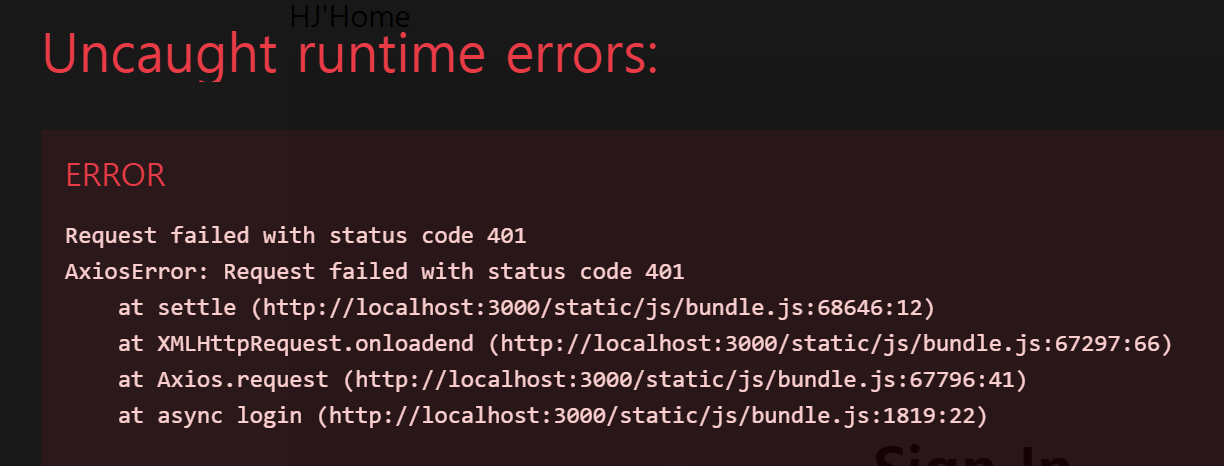 HJ'Home
Uncaught runtime errors:
ERROR
Request failed with status code 401
AxiosError: Request failed with status code 401
    at settle (http://localhost:3000/static/js/bundle.js:68646:12)
    at XMLHttpRequest.onloadend (http://localhost:3000/static/js/bundle.js:67297:66)
    at Axios.request (http://localhost:3000/static/js/bundle.js:67796:41)
    at async login (http://localhost:3000/static/js/bundle.js:1819:22)
Sign In